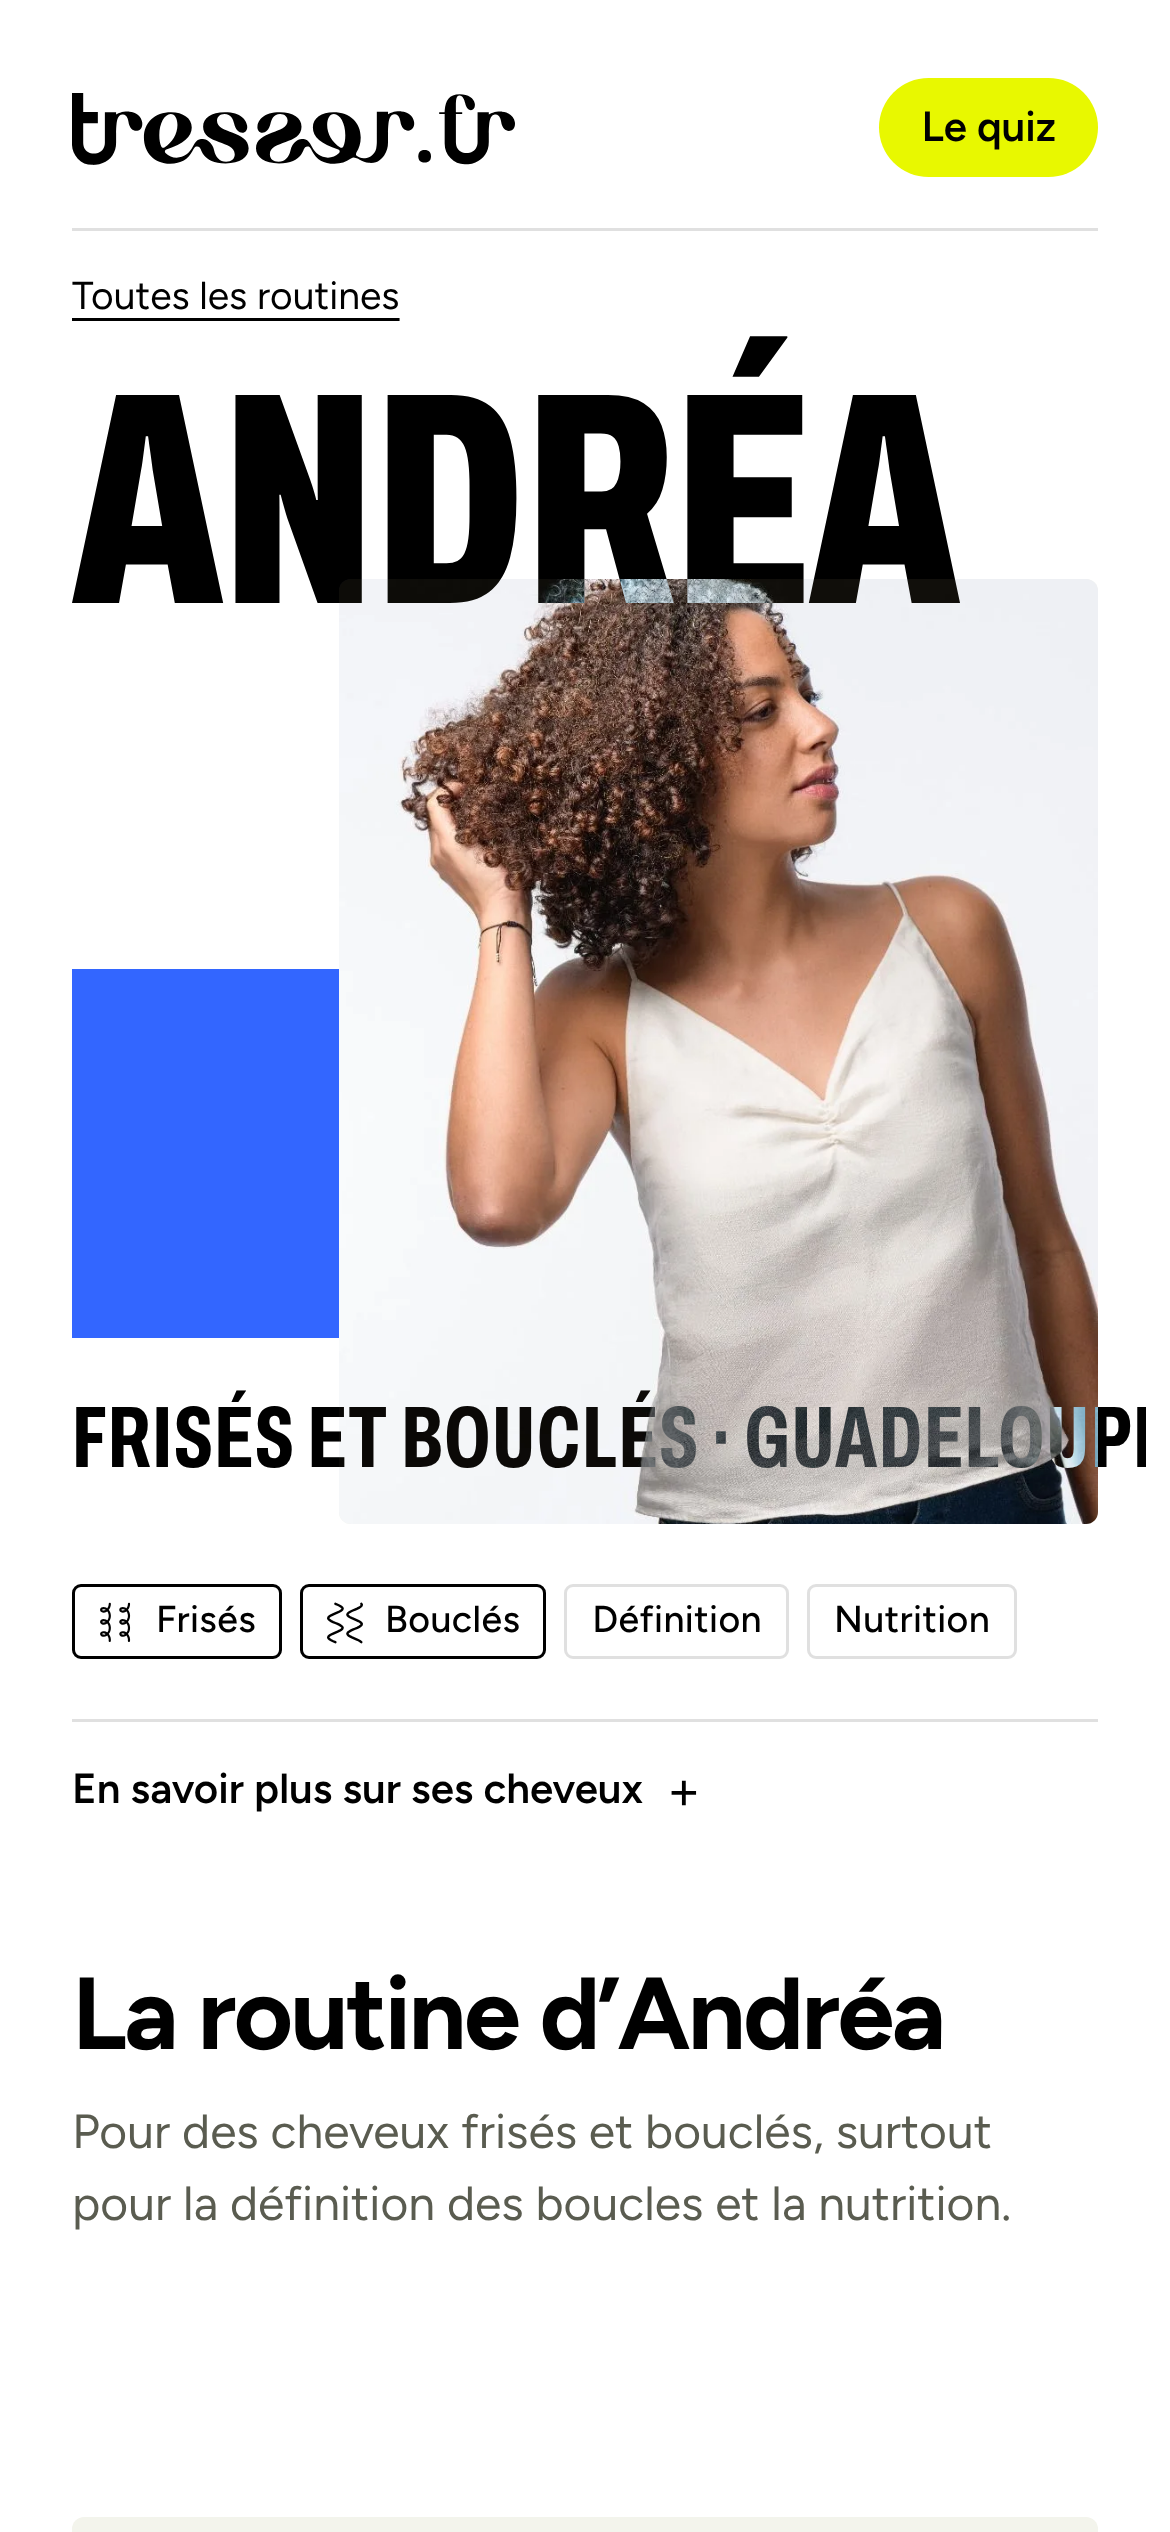 tressor.fr
Le quiz
Toutes les routines
ANDRÉA
FRISÉS ET BOUCLÉS · GUADELOUP
Frisés
Bouclés
Définition
Nutrition
En savoir plus sur ses cheveux +
La routine d’Andréa
Pour des cheveux frisés et bouclés, surtout
pour la définition des boucles et la nutrition.